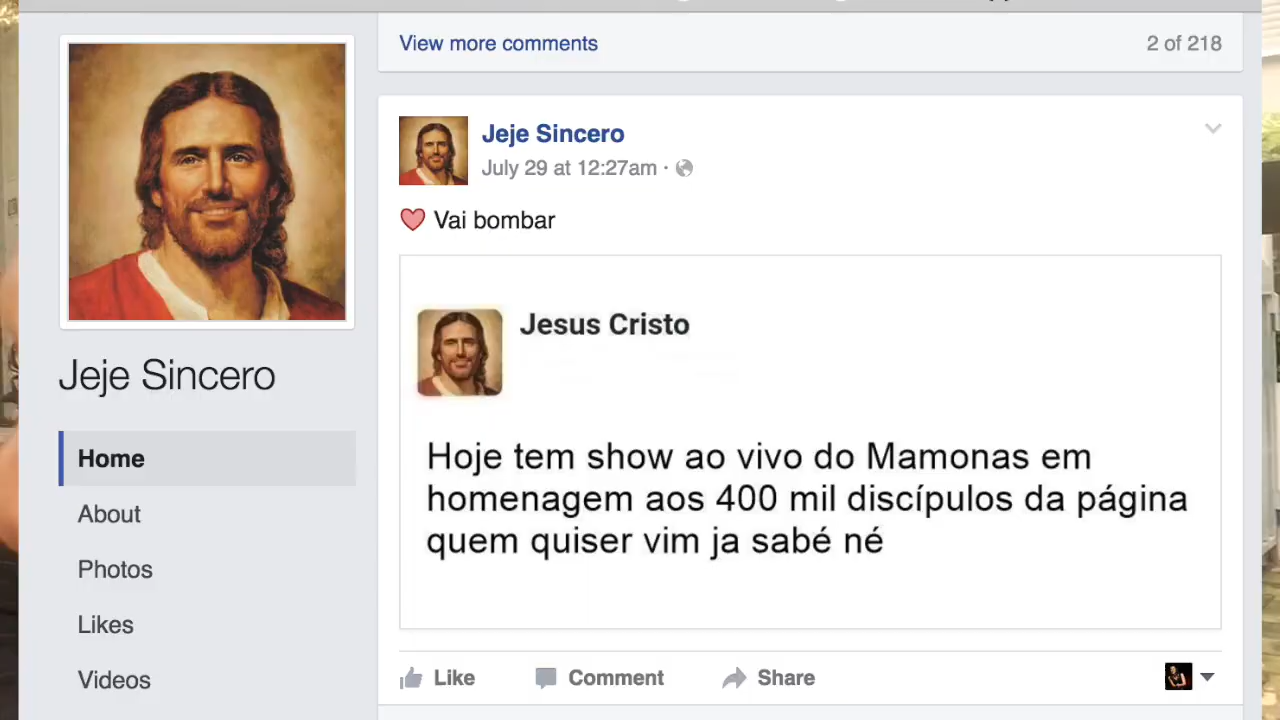 View more comments
2 of 218
Jeje Sincero
July 29 at 12:27am ·
Vai bombar
Jesus Cristo
Hoje tem show ao vivo do Mamonas em
homenagem aos 400 mil discípulos da página
quem quiser vim ja sabé né
Like
Comment
Share
Jeje Sincero
Home
About
Photos
Likes
Videos